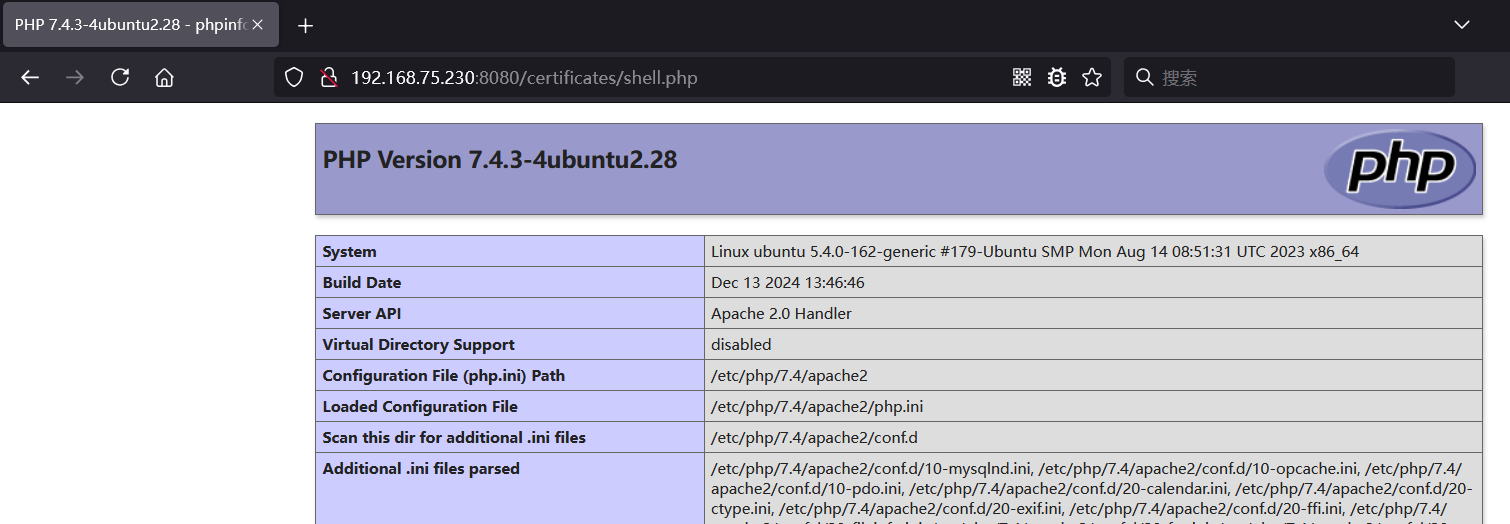 PHP 7.4.3-4ubuntu2.28 - phpinfo
192.168.75.230:8080/certificates/shell.php
搜索
PHP Version 7.4.3-4ubuntu2.28
php
System Linux ubuntu 5.4.0-162-generic #179-Ubuntu SMP Mon Aug 14 08:51:31 UTC 2023 x86_64
Build Date Dec 13 2024 13:46:46
Server API Apache 2.0 Handler
Virtual Directory Support disabled
Configuration File (php.ini) Path /etc/php/7.4/apache2
Loaded Configuration File /etc/php/7.4/apache2/php.ini
Scan this dir for additional .ini files /etc/php/7.4/apache2/conf.d
Additional .ini files parsed /etc/php/7.4/apache2/conf.d/10-mysqlnd.ini, /etc/php/7.4/apache2/conf.d/10-opcache.ini, /etc/php/7.4/
apache2/conf.d/10-pdo.ini, /etc/php/7.4/apache2/conf.d/20-calendar.ini, /etc/php/7.4/apache2/conf.d/20-
ctype.ini, /etc/php/7.4/apache2/conf.d/20-exif.ini, /etc/php/7.4/apache2/conf.d/20-ffi.ini, /etc/php/7.4/